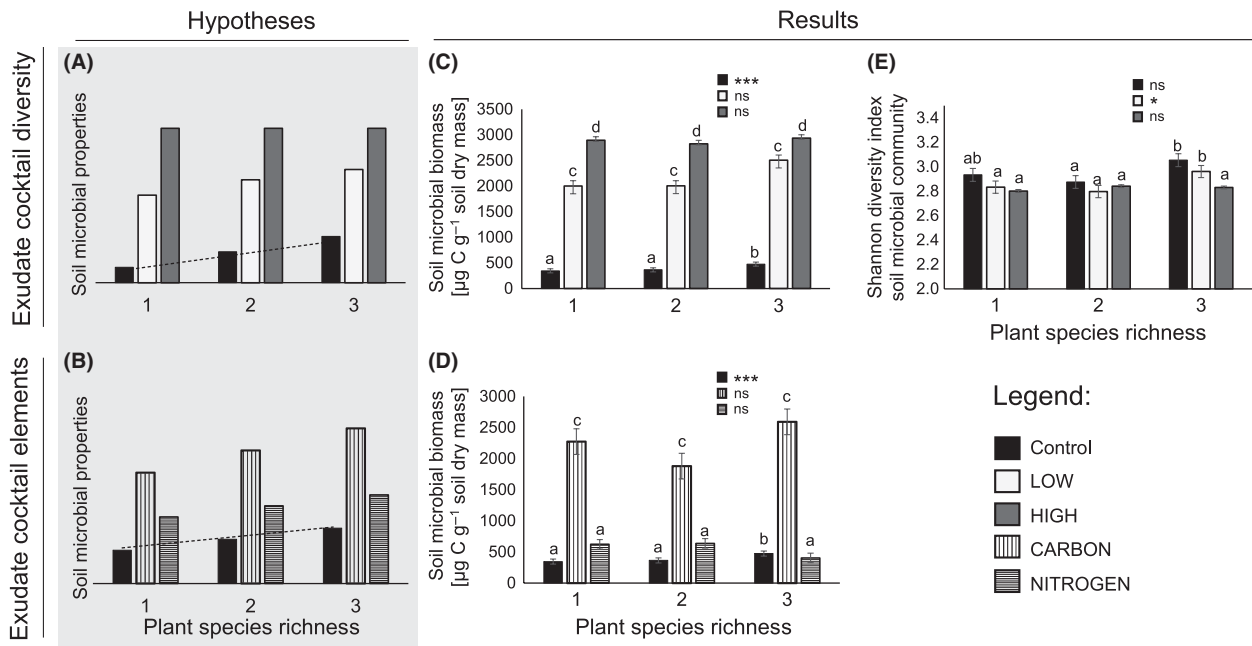 Hypotheses
Results
Exudate cocktail diversity
Exudate cocktail elements
(A)
Soil microbial properties
1 2 3
(B)
Soil microbial properties
1 2 3
Plant species richness
(C)
*** 
ns
ns
Soil microbial biomass
[µg C g⁻¹ soil dry mass]
3500
3000
2500
2000
1500
1000
500
0
a c d a c d b c d
1 2 3
(D)
***
ns
ns
Soil microbial biomass
[µg C g⁻¹ soil dry mass]
3000
2500
2000
1500
1000
500
0
a c a a c a b c a
1 2 3
Plant species richness
(E)
ns
*
ns
Shannon diversity index
soil microbial community
3.4
3.2
3.0
2.8
2.6
2.4
2.2
2.0
ab a a a a a b b a
1 2 3
Plant species richness
Legend:
Control
LOW
HIGH
CARBON
NITROGEN